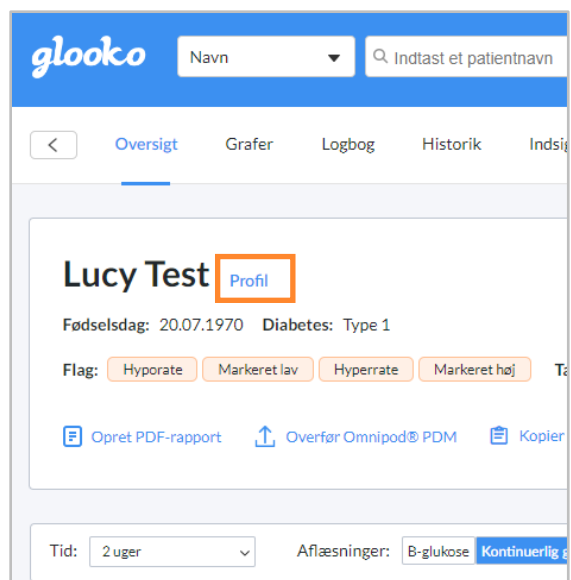 glooko Navn Indtast et patientnavn
Oversigt Grafer Logbog Historik
Lucy Test Profil
Fødselsdag: 20.07.1970 Diabetes: Type 1
Flag: Hyporate Markeret lav Hyperrate Markeret høj
Opret PDF-rapport Overfør Omnipod® PDM Kopier
Tid: 2 uger Aflæsninger: B-glukose Kontinuerlig g